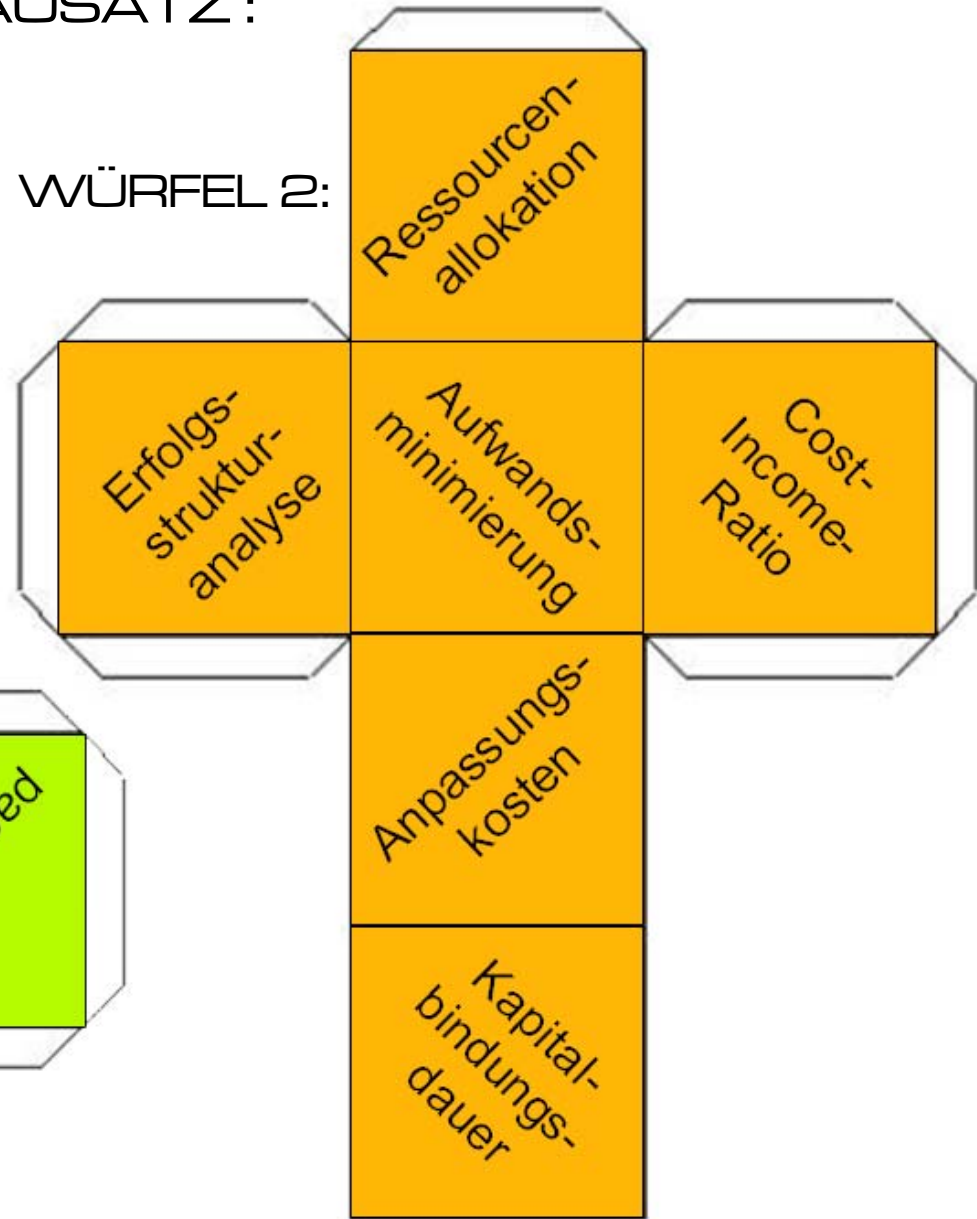 WÜRFEL 2:
Ressourcen-
allokation
Erfolgs-
struktur-
analyse
Aufwands-
minimierung
Cost-
Income-
Ratio
Anpassungs-
kosten
Kapital-
bindungs-
dauer